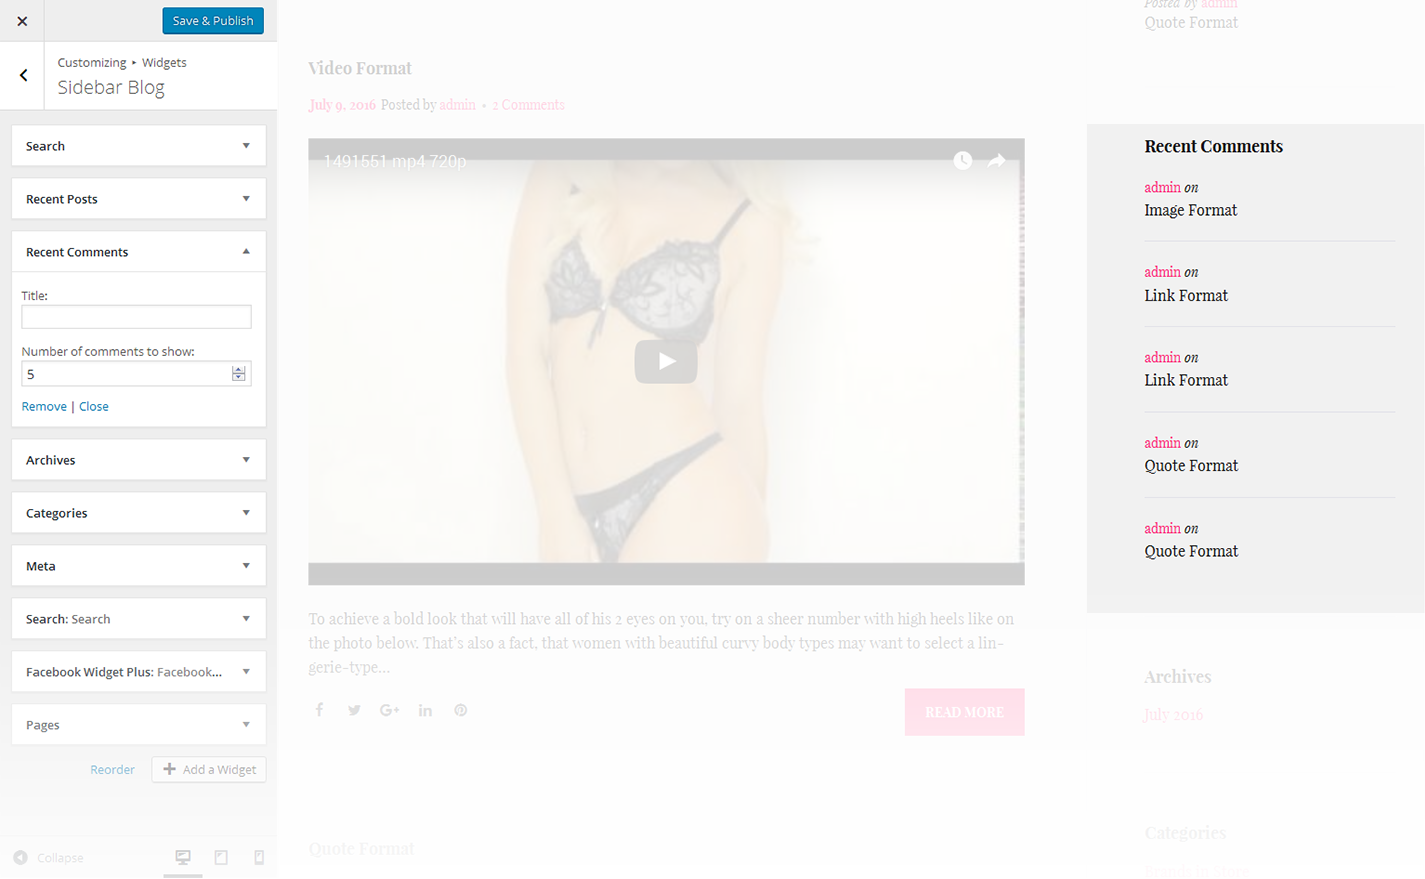 Save & Publish
Customizing ▸ Widgets
Sidebar Blog
Search
Recent Posts
Recent Comments
Title:
Number of comments to show:
5
Remove | Close
Archives
Categories
Meta
Search: Search
Facebook Widget Plus: Facebook...
Pages
Reorder
Add a Widget
Collapse
Video Format
July 9, 2016 Posted by admin • 2 Comments
1491551 mp4 720p
To achieve a bold look that will have all of his 2 eyes on you, try on a sheer number with high heels like on
the photo below. That's also a fact, that women with beautiful curvy body types may want to select a lin-
gerie-type...
READ MORE
Quote Format
Posted by admin
Quote Format
Recent Comments
admin on
Image Format
admin on
Link Format
admin on
Link Format
admin on
Quote Format
admin on
Quote Format
Archives
July 2016
Categories